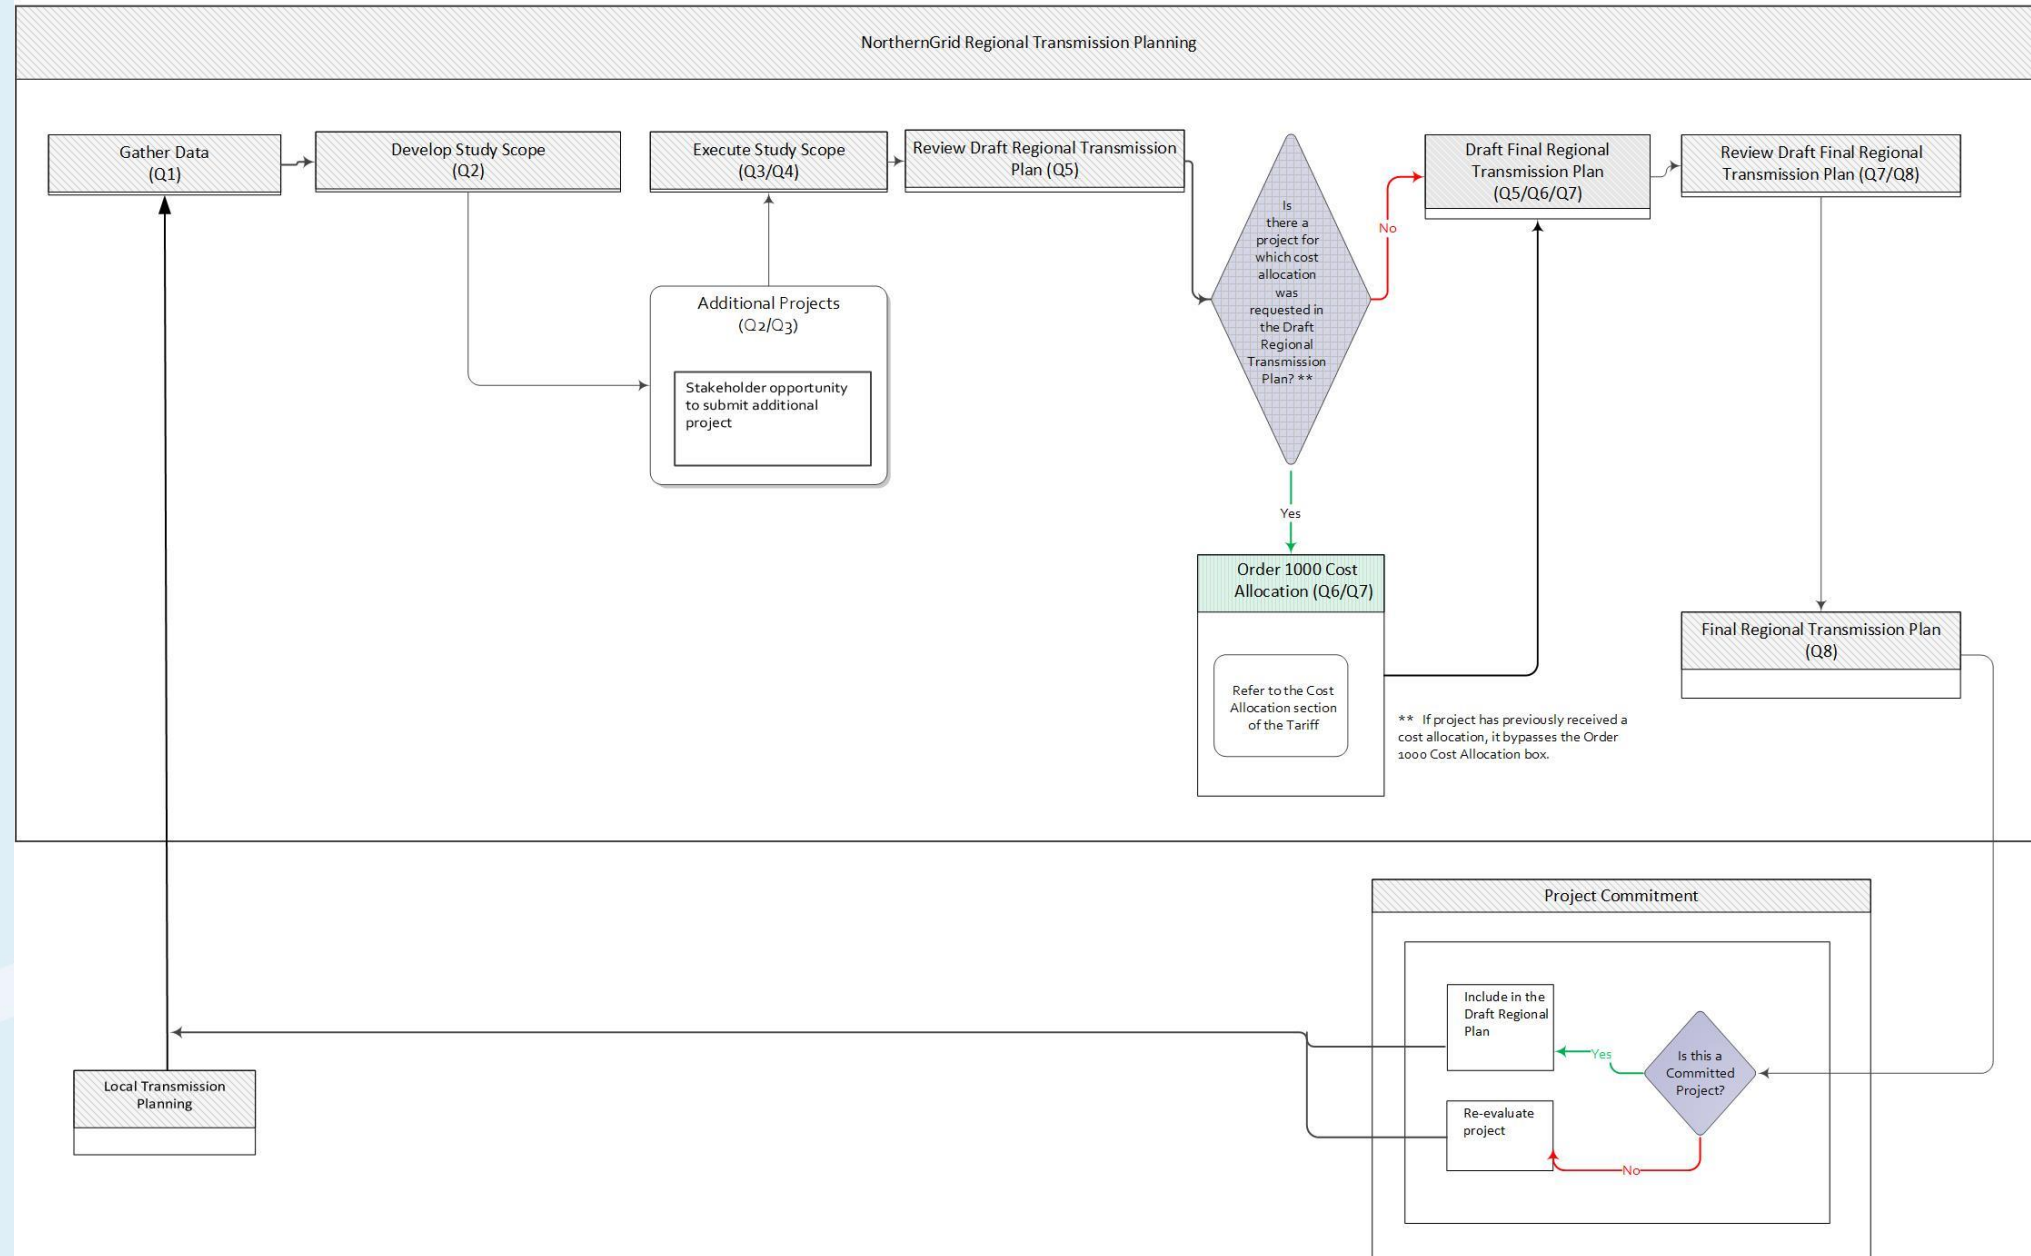 NorthernGrid Regional Transmission Planning
Gather Data
(Q1)
Develop Study Scope
(Q2)
Execute Study Scope
(Q3/Q4)
Review Draft Regional Transmission
Plan (Q5)
Is
there a
project for
which cost
allocation
was
requested in
the Draft
Regional
Transmission
Plan? **
No
Draft Final Regional
Transmission Plan
(Q5/Q6/Q7)
Review Draft Final Regional
Transmission Plan (Q7/Q8)
Additional Projects
(Q2/Q3)
Stakeholder opportunity
to submit additional
project
Yes
Order 1000 Cost
Allocation (Q6/Q7)
Refer to the Cost
Allocation section
of the Tariff
** If project has previously received a
cost allocation, it bypasses the Order
1000 Cost Allocation box.
Final Regional Transmission Plan
(Q8)
Project Commitment
Include in the
Draft Regional
Plan
Yes
Is this a
Committed
Project?
Re-evaluate
project
No
Local Transmission
Planning